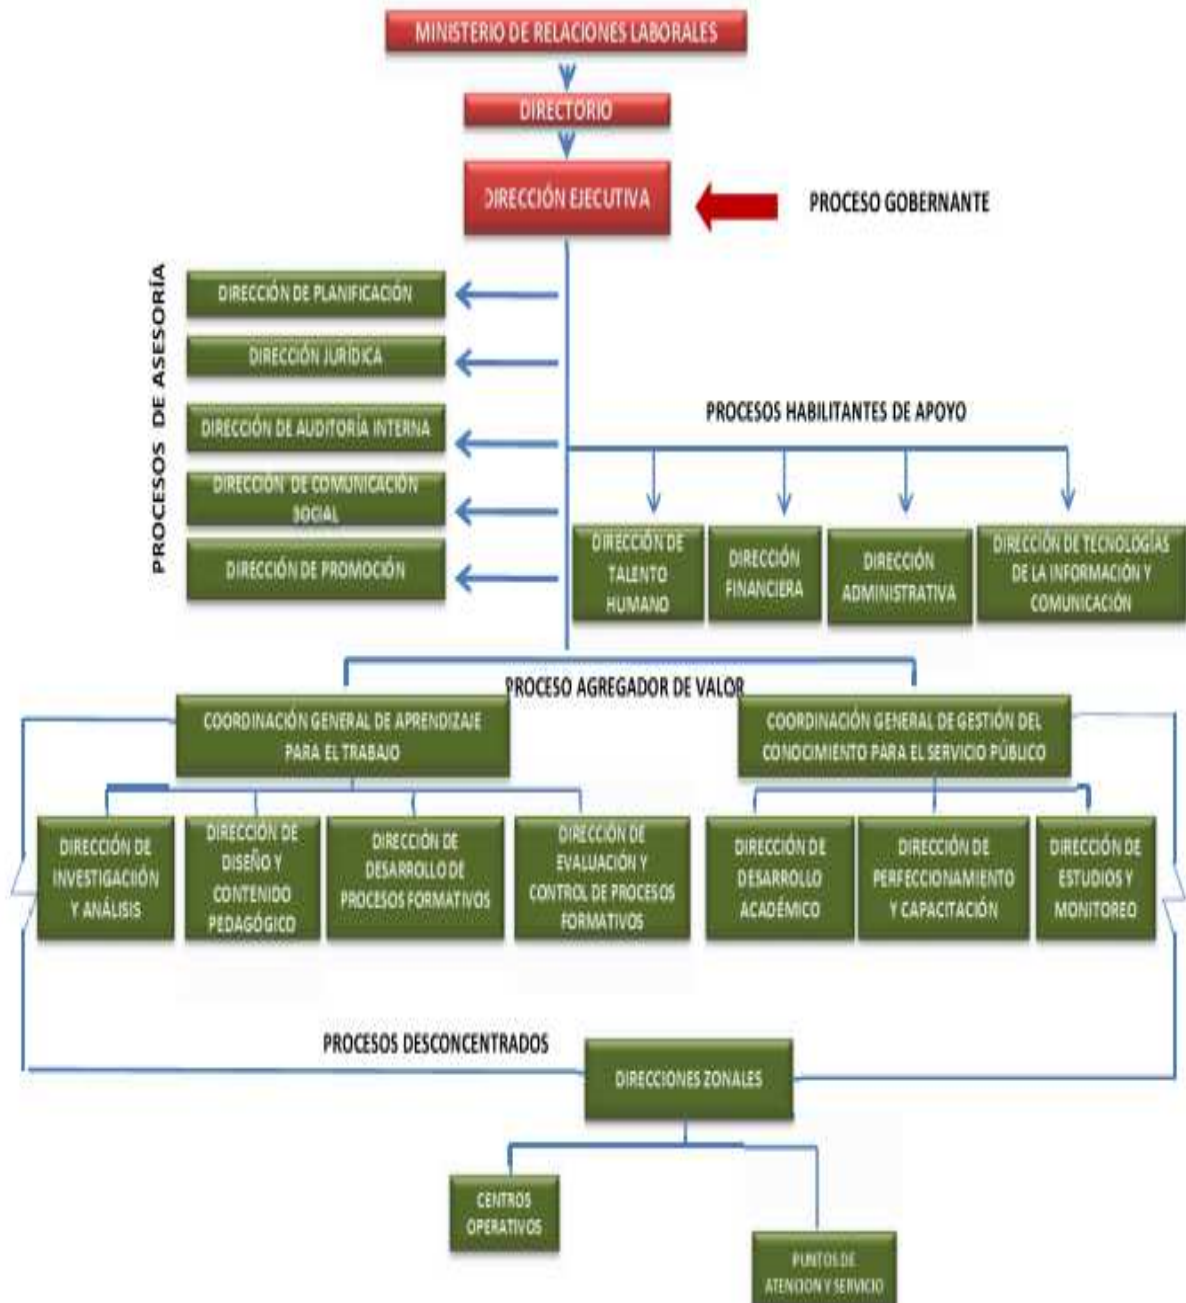 MINISTERIO DE RELACIONES LABORALES
DIRECTORIO
DIRECCIÓN EJECUTIVA
PROCESO GOBERNANTE
PROCESOS DE ASESORÍA
DIRECCIÓN DE PLANIFICACIÓN
DIRECCIÓN JURÍDICA
DIRECCIÓN DE AUDITORÍA INTERNA
DIRECCIÓN DE COMUNICACIÓN
SOCIAL
DIRECCIÓN DE PROMOCIÓN
PROCESOS HABILITANTES DE APOYO
DIRECCIÓN DE
TALENTO
HUMANO
DIRECCIÓN
FINANCIERA
DIRECCIÓN
ADMINISTRATIVA
DIRECCIÓN DE TECNOLOGÍAS
DE LA INFORMACIÓN Y
COMUNICACIÓN
PROCESO AGREGADOR DE VALOR
COORDINACIÓN GENERAL DE APRENDIZAJE
PARA EL TRABAJO
COORDINACIÓN GENERAL DE GESTIÓN DEL
CONOCIMIENTO PARA EL SERVICIO PÚBLICO
DIRECCIÓN DE
INVESTIGACIÓN
Y ANÁLISIS
DIRECCIÓN DE
DISEÑO Y
CONTENIDO
PEDAGÓGICO
DIRECCIÓN DE
DESARROLLO DE
PROCESOS FORMATIVOS
DIRECCIÓN DE
EVALUACIÓN Y
CONTROL DE PROCESOS
FORMATIVOS
DIRECCIÓN DE
DESARROLLO
ACADÉMICO
DIRECCIÓN DE
PERFECCIONAMIENTO
Y CAPACITACIÓN
DIRECCIÓN DE
ESTUDIOS Y
MONITOREO
PROCESOS DESCONCENTRADOS
DIRECCIONES ZONALES
CENTROS
OPERATIVOS
PUNTOS DE
ATENCION Y SERVICIO